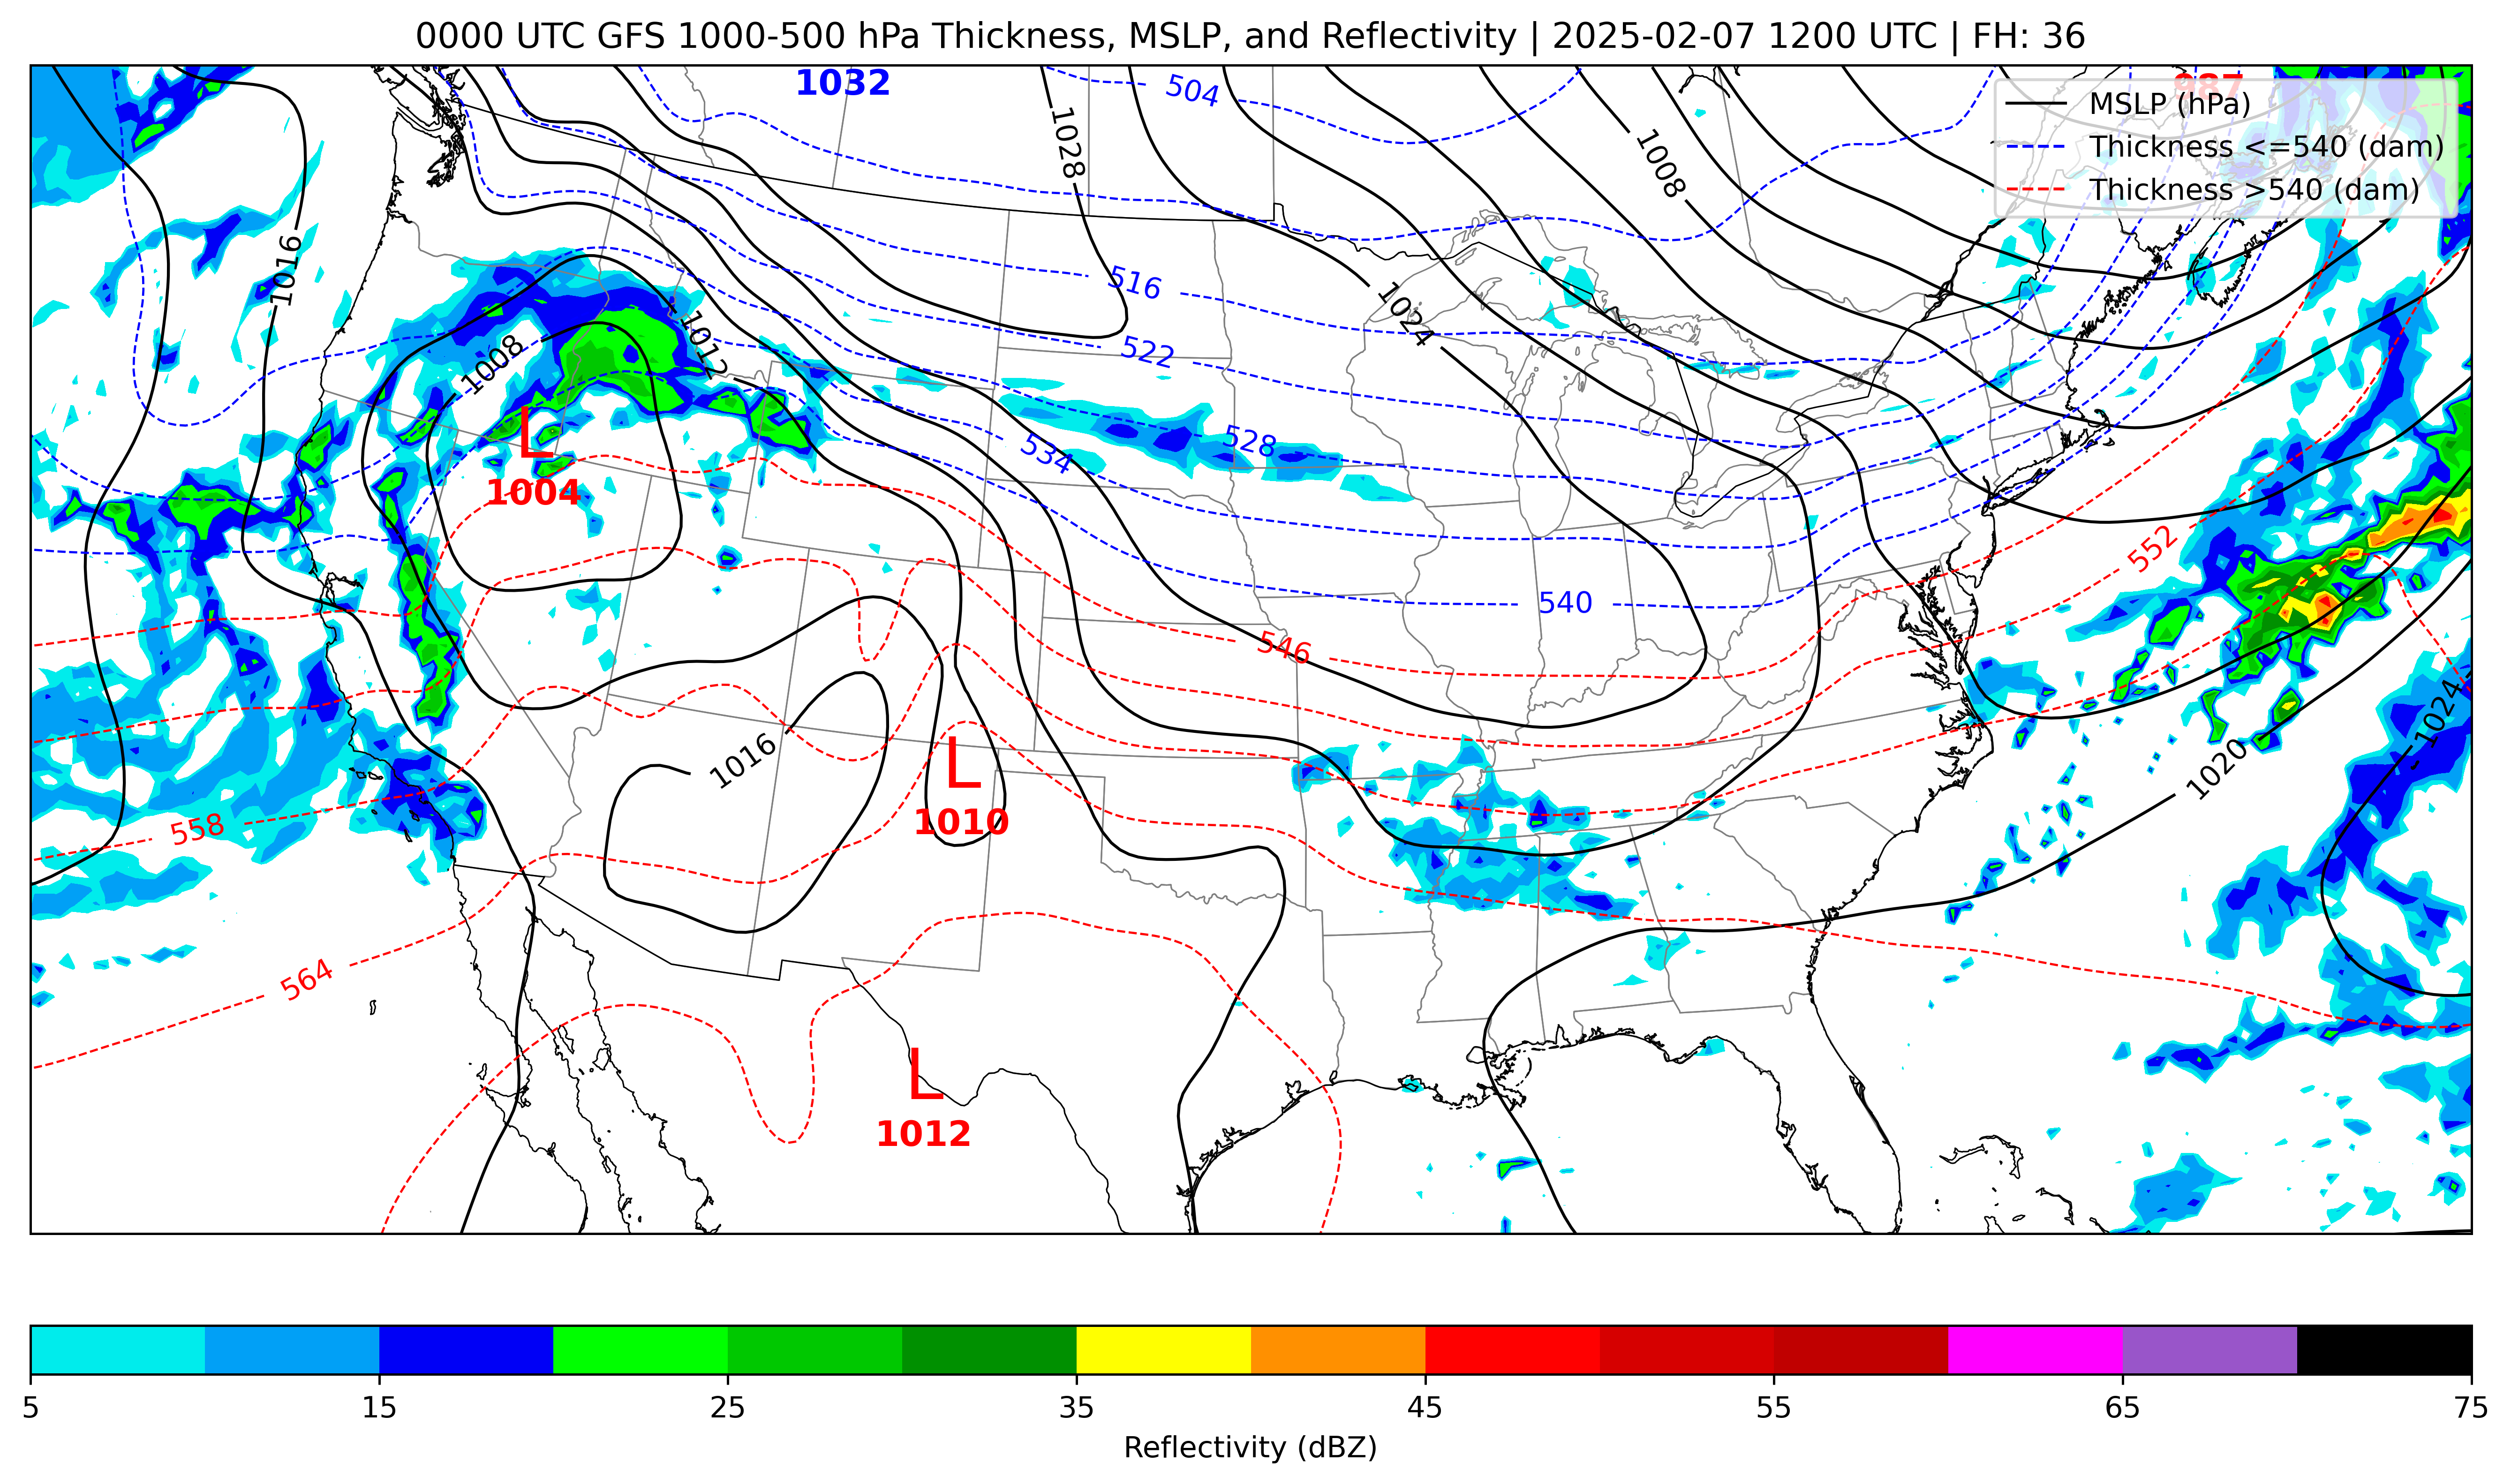 0000 UTC GFS 1000-500 hPa Thickness, MSLP, and Reflectivity | 2025-02-07 1200 UTC | FH: 36
1032
504
987
MSLP (hPa)
Thickness <=540 (dam)
Thickness >540 (dam)
1028
1008
1016
516
1024
1012
522
1008
528
534
L
1004
552
540
546
1024
1016
L
1010
1020
558
564
L
1012
5 15 25 35 45 55 65 75
Reflectivity (dBZ)